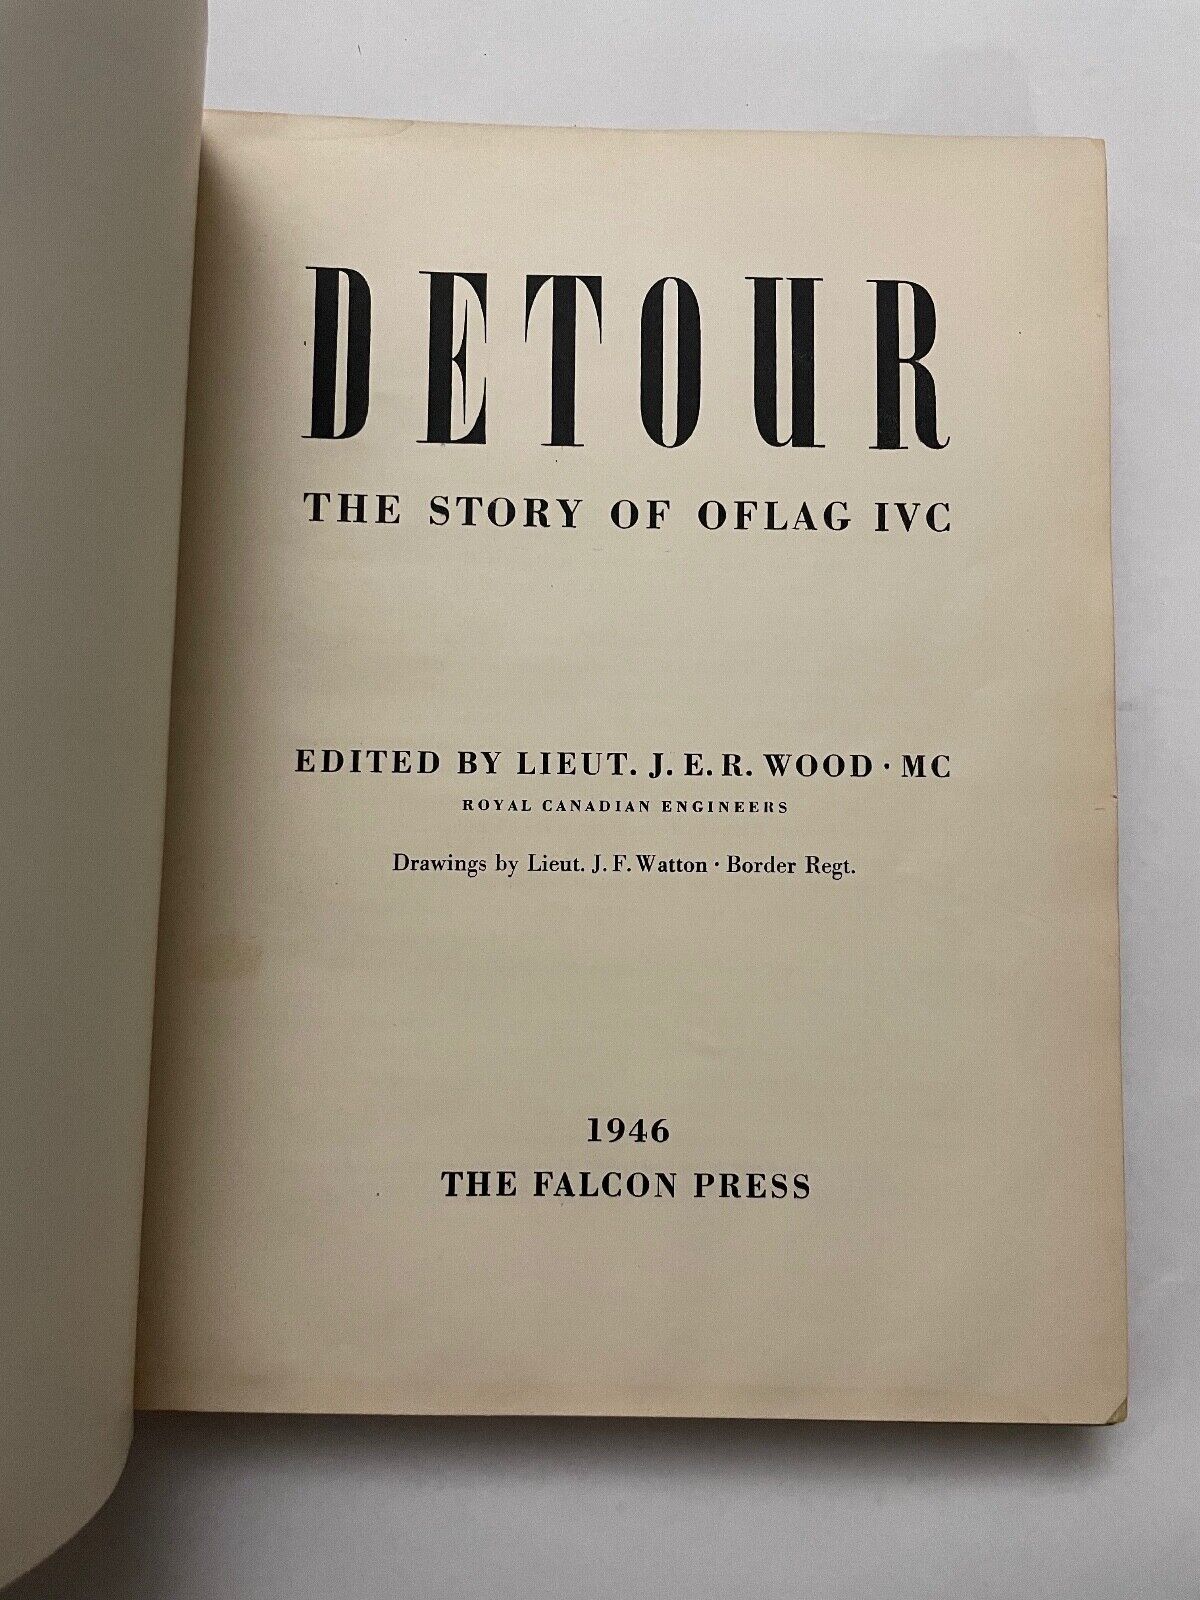 DETOUR
THE STORY OF OFLAG IVC
EDITED BY LIEUT. J. E. R. WOOD · MC
ROYAL CANADIAN ENGINEERS
Drawings by Lieut. J. F. Watton · Border Regt.
1946
THE FALCON PRESS